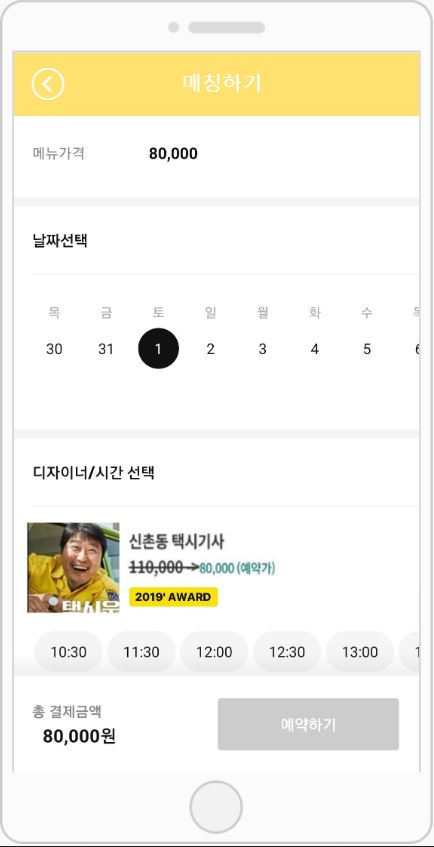 매칭하기
메뉴가격 80,000
날짜선택
목 금 토 일 월 화 수
30 31 1 2 3 4 5
디자이너/시간 선택
신촌동 택시기사
110,000->80,000 (예약가)
2019' AWARD
택시운
10:30 11:30 12:00 12:30 13:00
총 결제금액
80,000원
예약하기